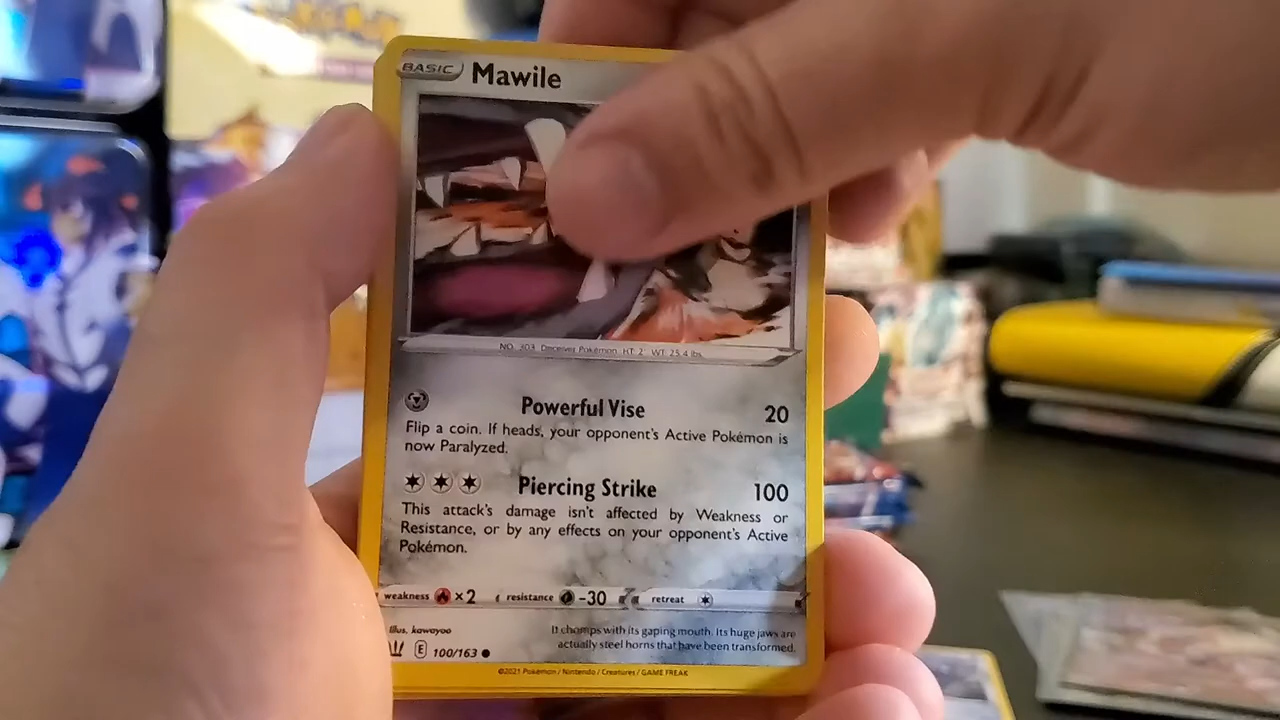 BASIC Mawile
NO. 303 Deceiver Pokémon HT: 2' WT: 25.4 lbs.
Powerful Vise 20
Flip a coin. If heads, your opponent's Active Pokémon is
now Paralyzed.
Piercing Strike 100
This attack's damage isn't affected by Weakness or
Resistance, or by any effects on your opponent's Active
Pokémon.
weakness ×2 resistance -30 retreat
Illus. kawayoo
It chomps with its gaping mouth. Its huge jaws are
actually steel horns that have been transformed.
E 100/163
©2021 Pokémon / Nintendo / Creatures / GAME FREAK